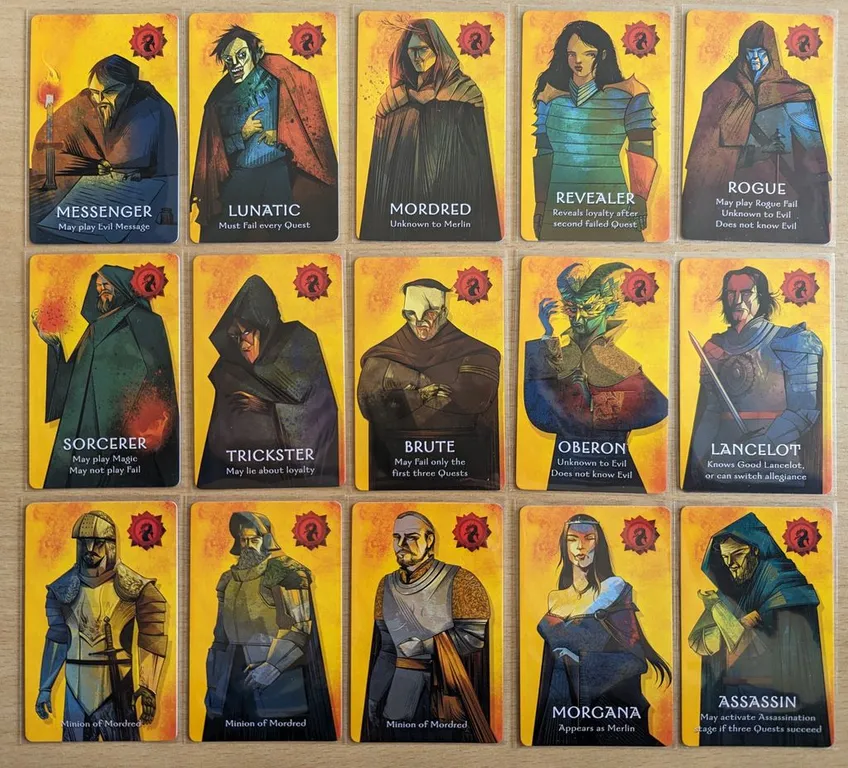 MESSENGER
May play Evil Message
LUNATIC
Must Fail every Quest
MORDRED
Unknown to Merlin
REVEALER
Reveals loyalty after
second failed Quest
ROGUE
May play Rogue Fail
Unknown to Evil
Does not know Evil
SORCERER
May play Magic
May not play Fail
TRICKSTER
May lie about loyalty
BRUTE
May Fail only the
first three Quests
OBERON
Unknown to Evil
Does not know Evil
LANCELOT
Knows Good Lancelot,
or can switch allegiance
Minion of Mordred
Minion of Mordred
Minion of Mordred
MORGANA
Appears as Merlin
ASSASSIN
May activate Assassination
stage if three Quests succeed